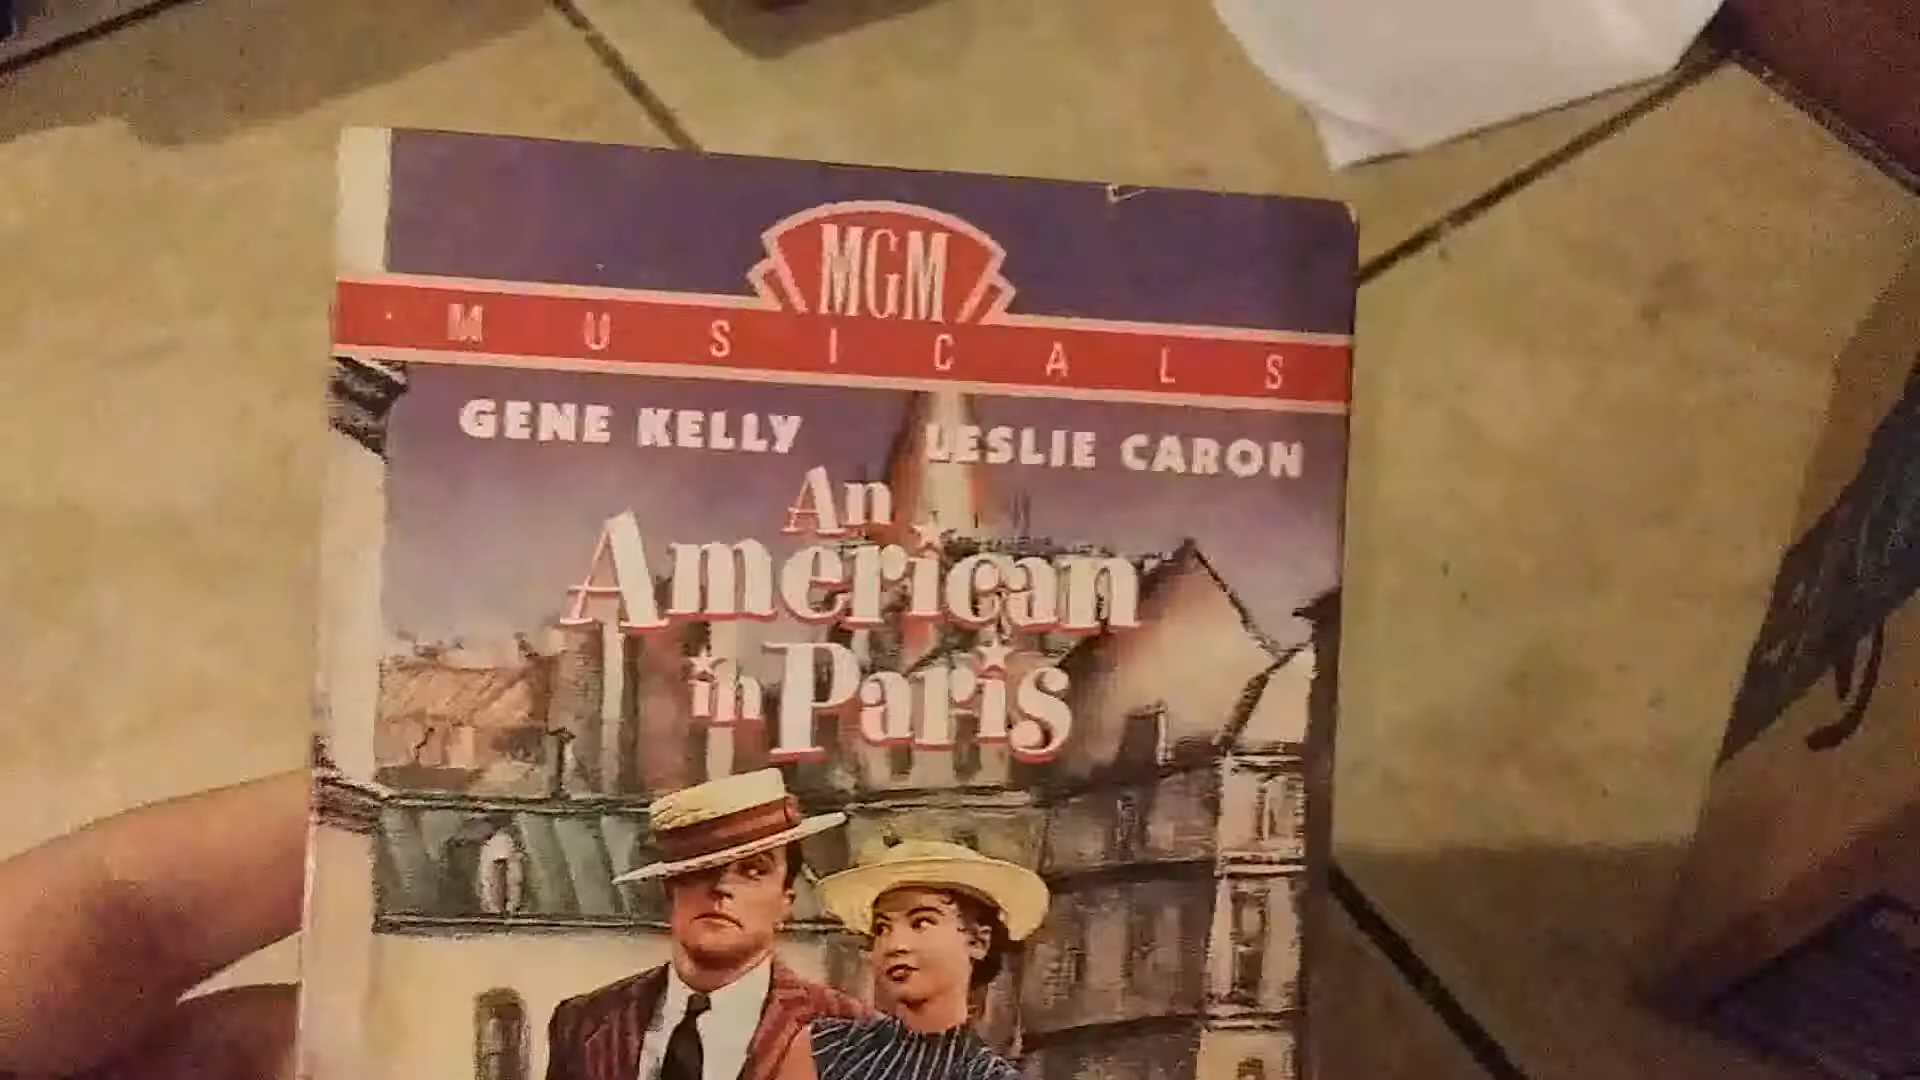 MGM
MUSICALS
GENE KELLY LESLIE CARON
An
American
in Paris